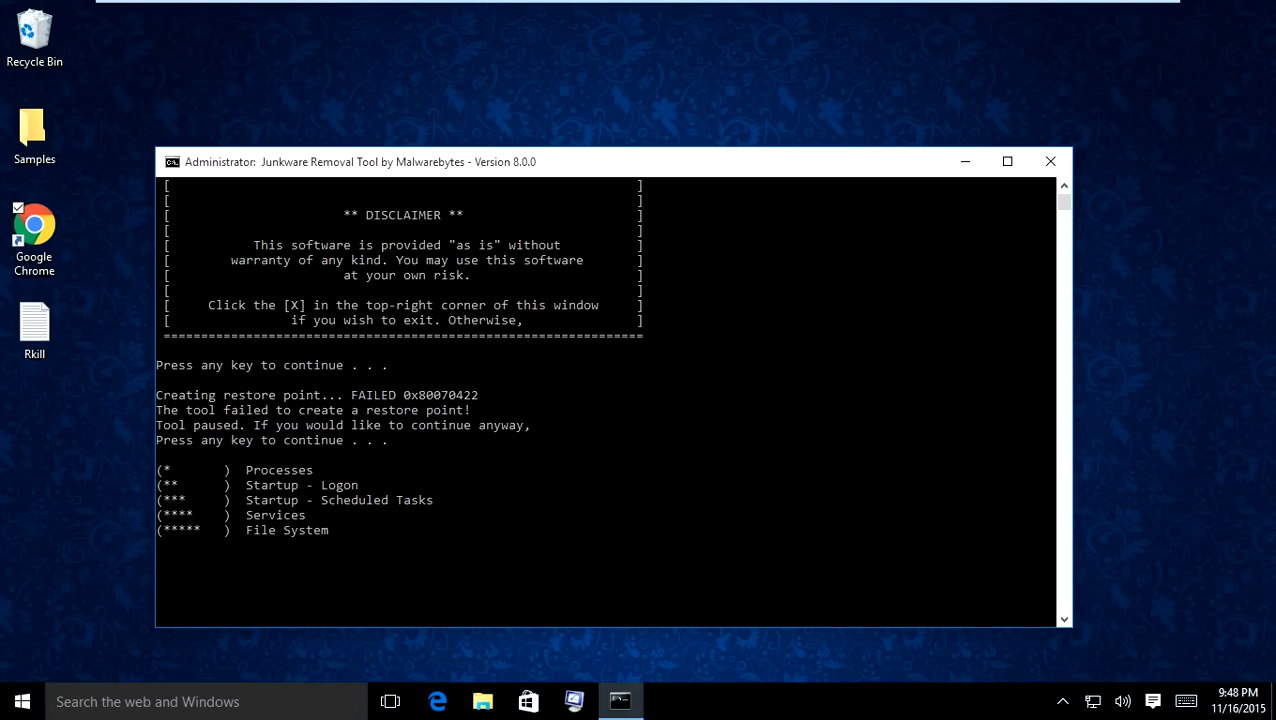 Recycle Bin
Samples
Google
Chrome
Rkill
Administrator: Junkware Removal Tool by Malwarebytes - Version 8.0.0
[ ]
[ ]
[ ** DISCLAIMER ** ]
[ ]
[ This software is provided "as is" without ]
[ warranty of any kind. You may use this software ]
[ at your own risk. ]
[ ]
[ Click the [X] in the top-right corner of this window ]
[ if you wish to exit. Otherwise, ]
================================================================
Press any key to continue . . .
Creating restore point... FAILED 0x80070422
The tool failed to create a restore point!
Tool paused. If you would like to continue anyway,
Press any key to continue . . .
(*       )  Processes
(**      )  Startup - Logon
(***     )  Startup - Scheduled Tasks
(****    )  Services
(*****   )  File System
Search the web and Windows
9:48 PM
11/16/2015